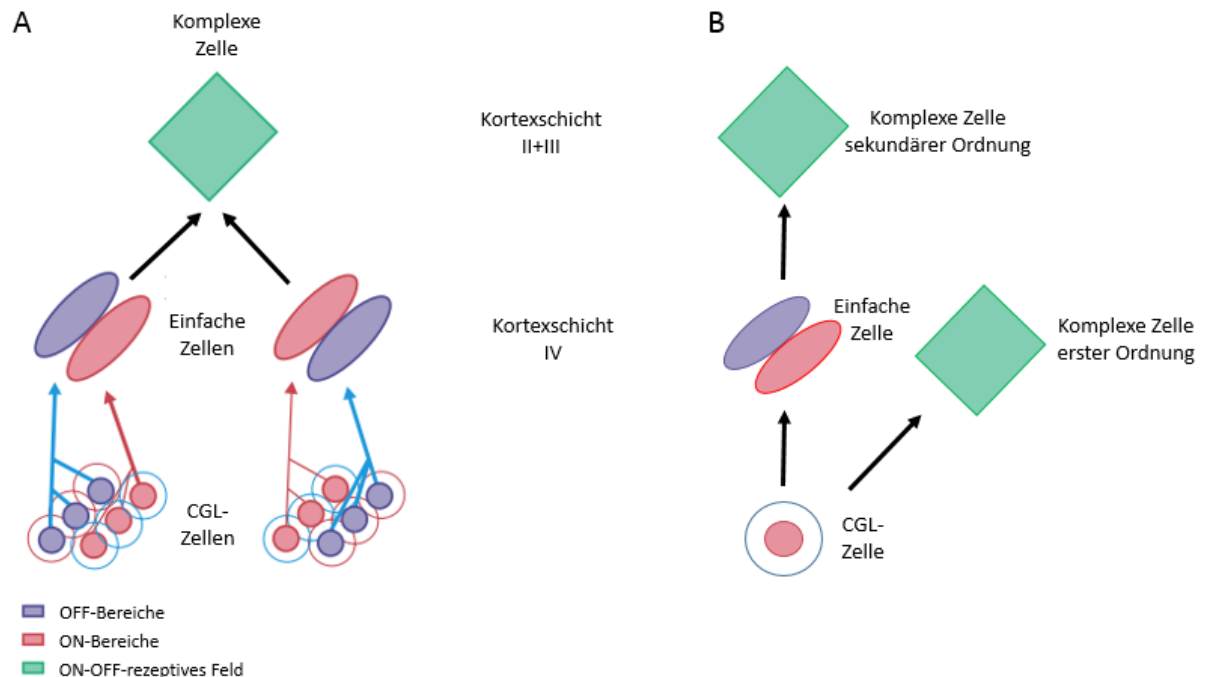 A
Komplexe
Zelle
Kortexschicht
II+III
Einfache
Zellen
Kortexschicht
IV
CGL-
Zellen
OFF-Bereiche
ON-Bereiche
ON-OFF-rezeptives Feld
B
Komplexe Zelle
sekundärer Ordnung
Einfache
Zelle
Komplexe Zelle
erster Ordnung
CGL-
Zelle